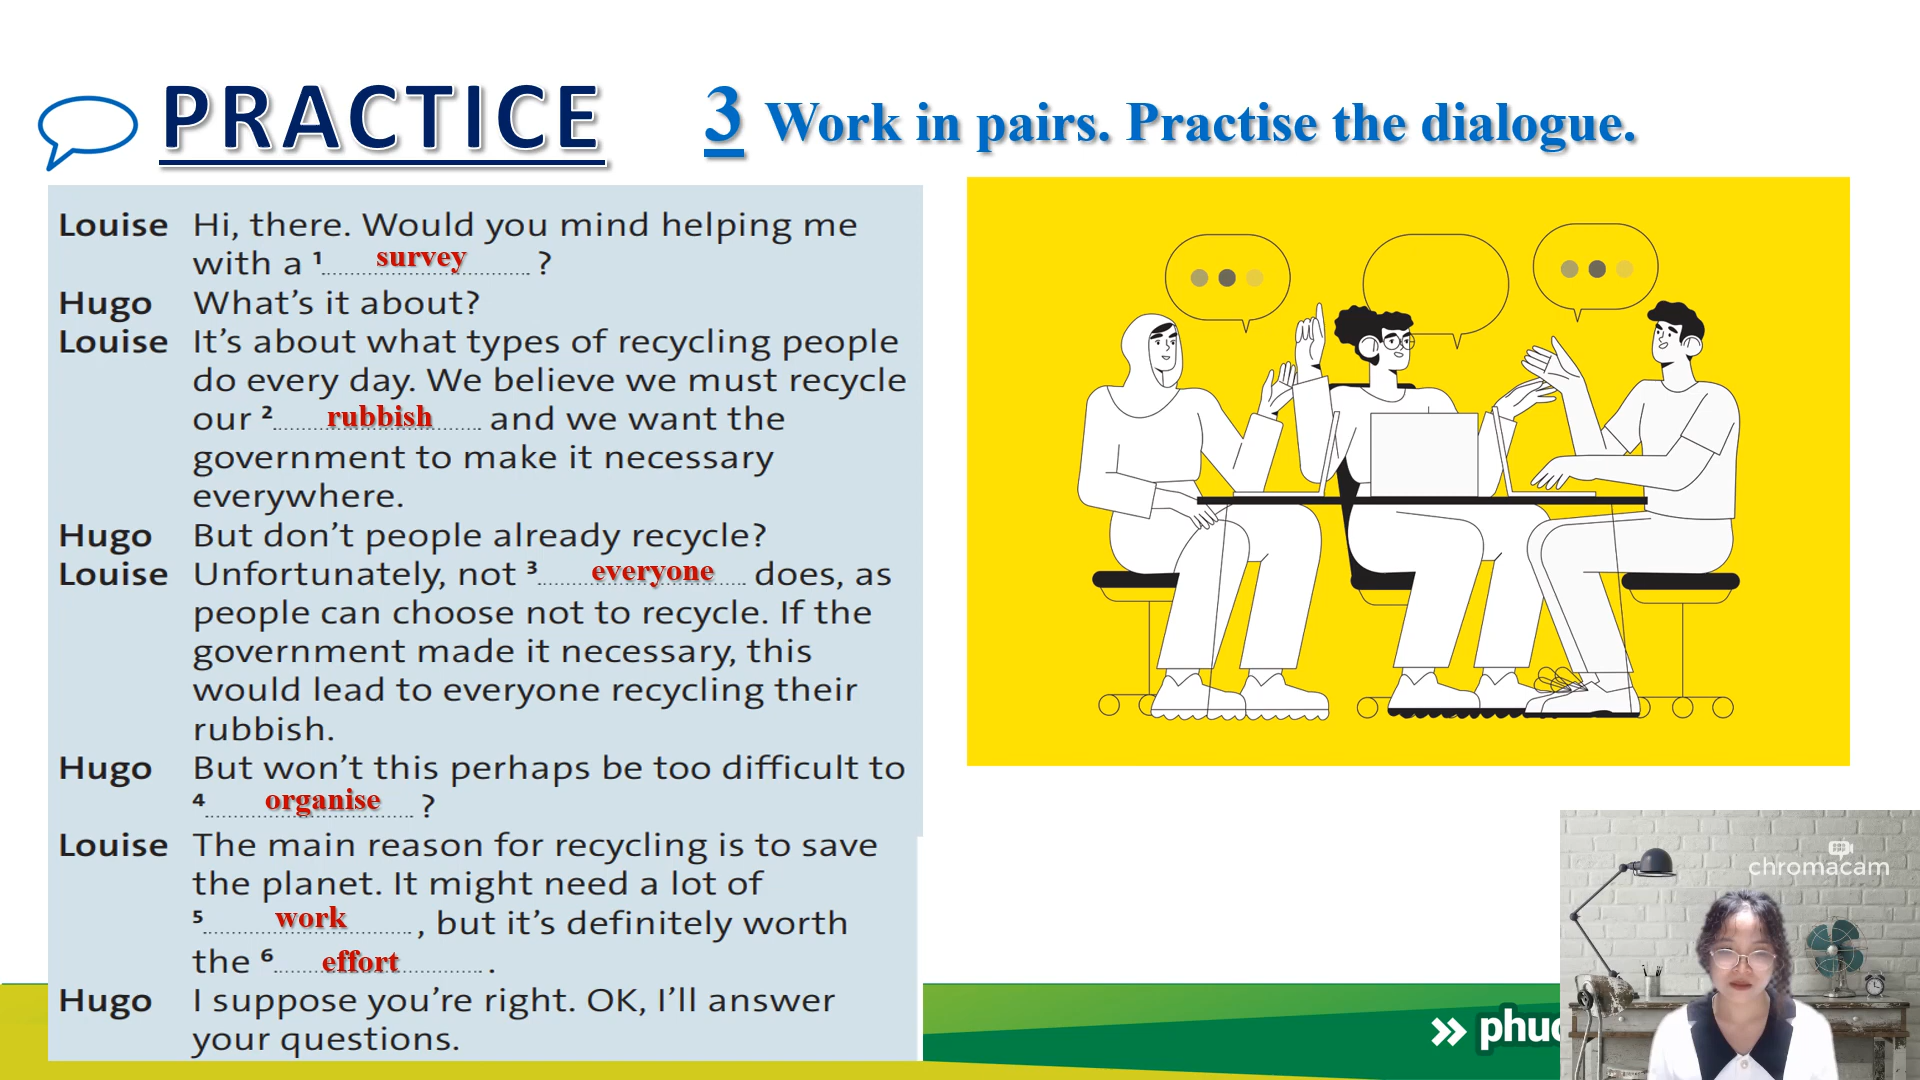 PRACTICE
3 Work in pairs. Practise the dialogue.
Louise Hi, there. Would you mind helping me
with a 1 survey ?
Hugo What's it about?
Louise It's about what types of recycling people
do every day. We believe we must recycle
our 2 rubbish and we want the
government to make it necessary
everywhere.
Hugo But don't people already recycle?
Louise Unfortunately, not 3 everyone does, as
people can choose not to recycle. If the
government made it necessary, this
would lead to everyone recycling their
rubbish.
Hugo But won't this perhaps be too difficult to
4 organise ?
Louise The main reason for recycling is to save
the planet. It might need a lot of
5 work , but it's definitely worth
the 6 effort .
Hugo I suppose you're right. OK, I'll answer
your questions.
chromacam